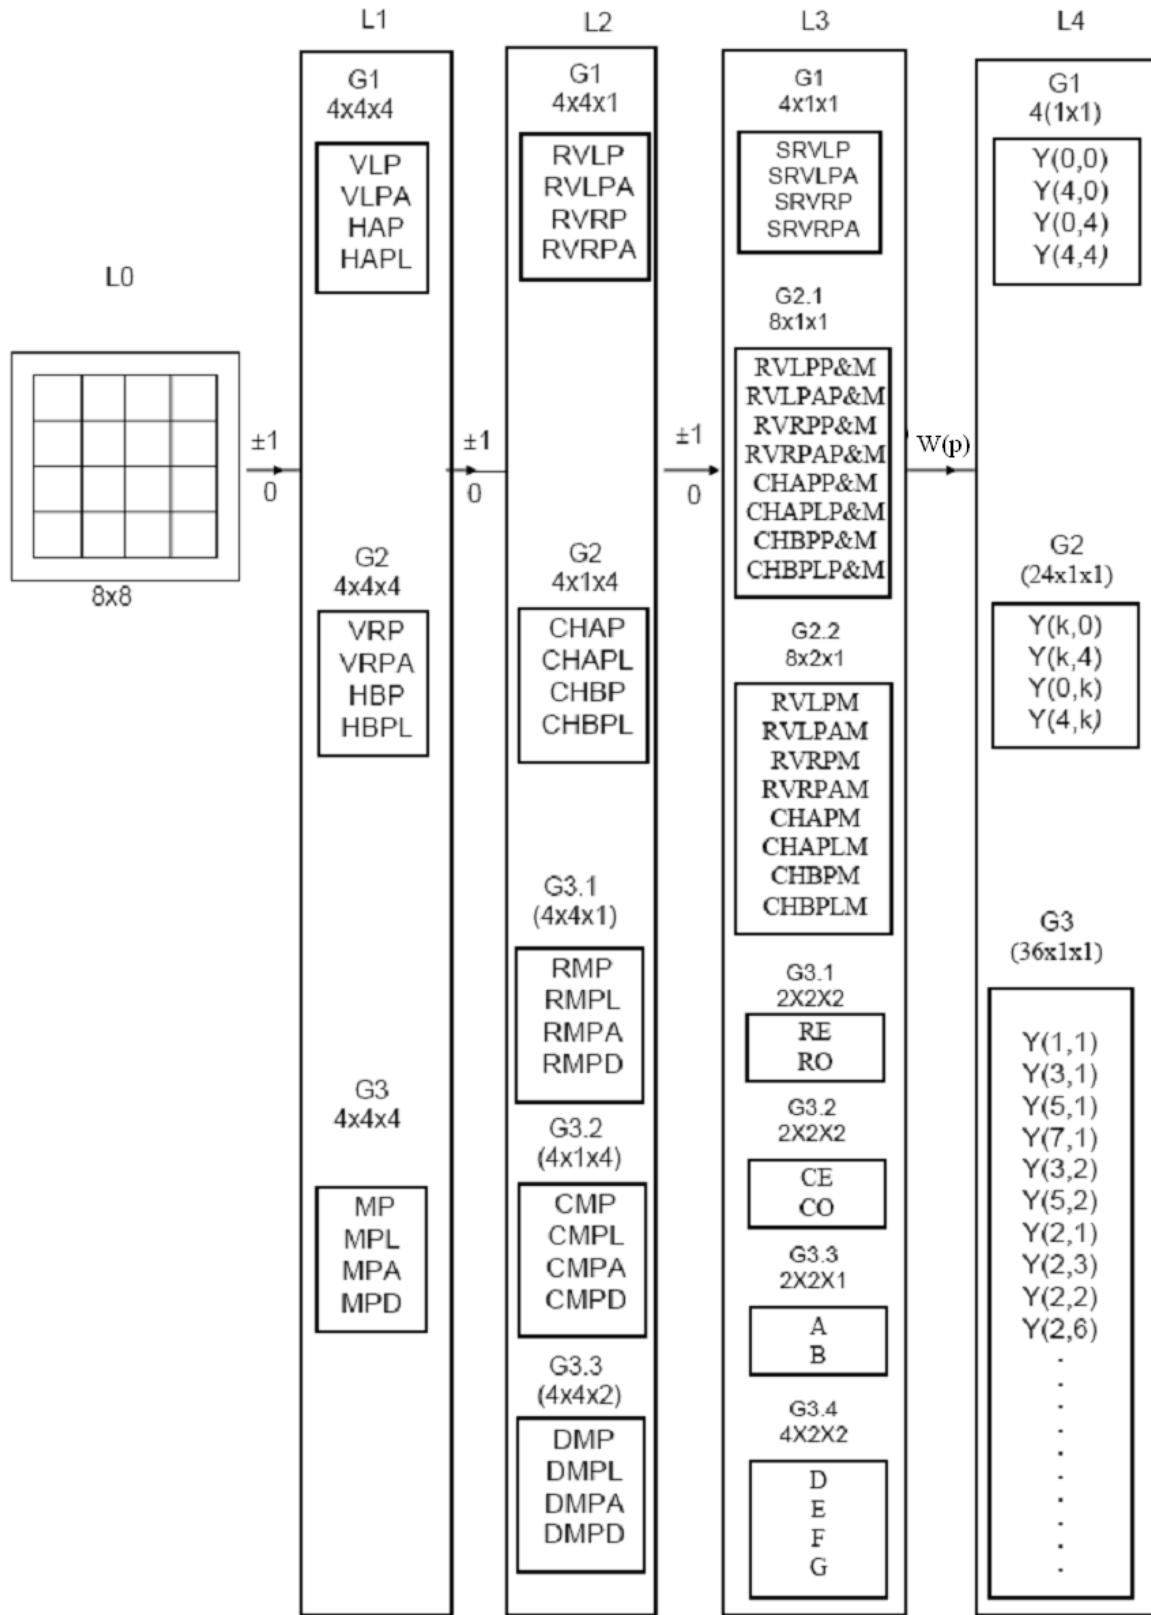 L0
8x8
±1
0
L1
G1
4x4x4
VLP
VLPA
HAP
HAPL
G2
4x4x4
VRP
VRPA
HBP
HBPL
G3
4x4x4
MP
MPL
MPA
MPD
±1
0
L2
G1
4x4x1
RVLP
RVLPA
RVRP
RVRPA
G2
4x1x4
CHAP
CHAPL
CHBP
CHBPL
G3.1
(4x4x1)
RMP
RMPL
RMPA
RMPD
G3.2
(4x1x4)
CMP
CMPL
CMPA
CMPD
G3.3
(4x4x2)
DMP
DMPL
DMPA
DMPD
±1
0
L3
G1
4x1x1
SRVLP
SRVLPA
SRVRP
SRVRPA
G2.1
8x1x1
RVLPP&M
RVLPAP&M
RVRPP&M
RVRPAP&M
CHAPP&M
CHAPLP&M
CHBPP&M
CHBPLP&M
G2.2
8x2x1
RVLPM
RVLPAM
RVRPM
RVRPAM
CHAPM
CHAPLM
CHBPM
CHBPLM
G3.1
2X2X2
RE
RO
G3.2
2X2X2
CE
CO
G3.3
2X2X1
A
B
G3.4
4X2X2
D
E
F
G
W(p)
L4
G1
4(1x1)
Y(0,0)
Y(4,0)
Y(0,4)
Y(4,4)
G2
(24x1x1)
Y(k,0)
Y(k,4)
Y(0,k)
Y(4,k)
G3
(36x1x1)
Y(1,1)
Y(3,1)
Y(5,1)
Y(7,1)
Y(3,2)
Y(5,2)
Y(2,1)
Y(2,3)
Y(2,2)
Y(2,6)
.
.
.
.
.
.
.
.
.
.